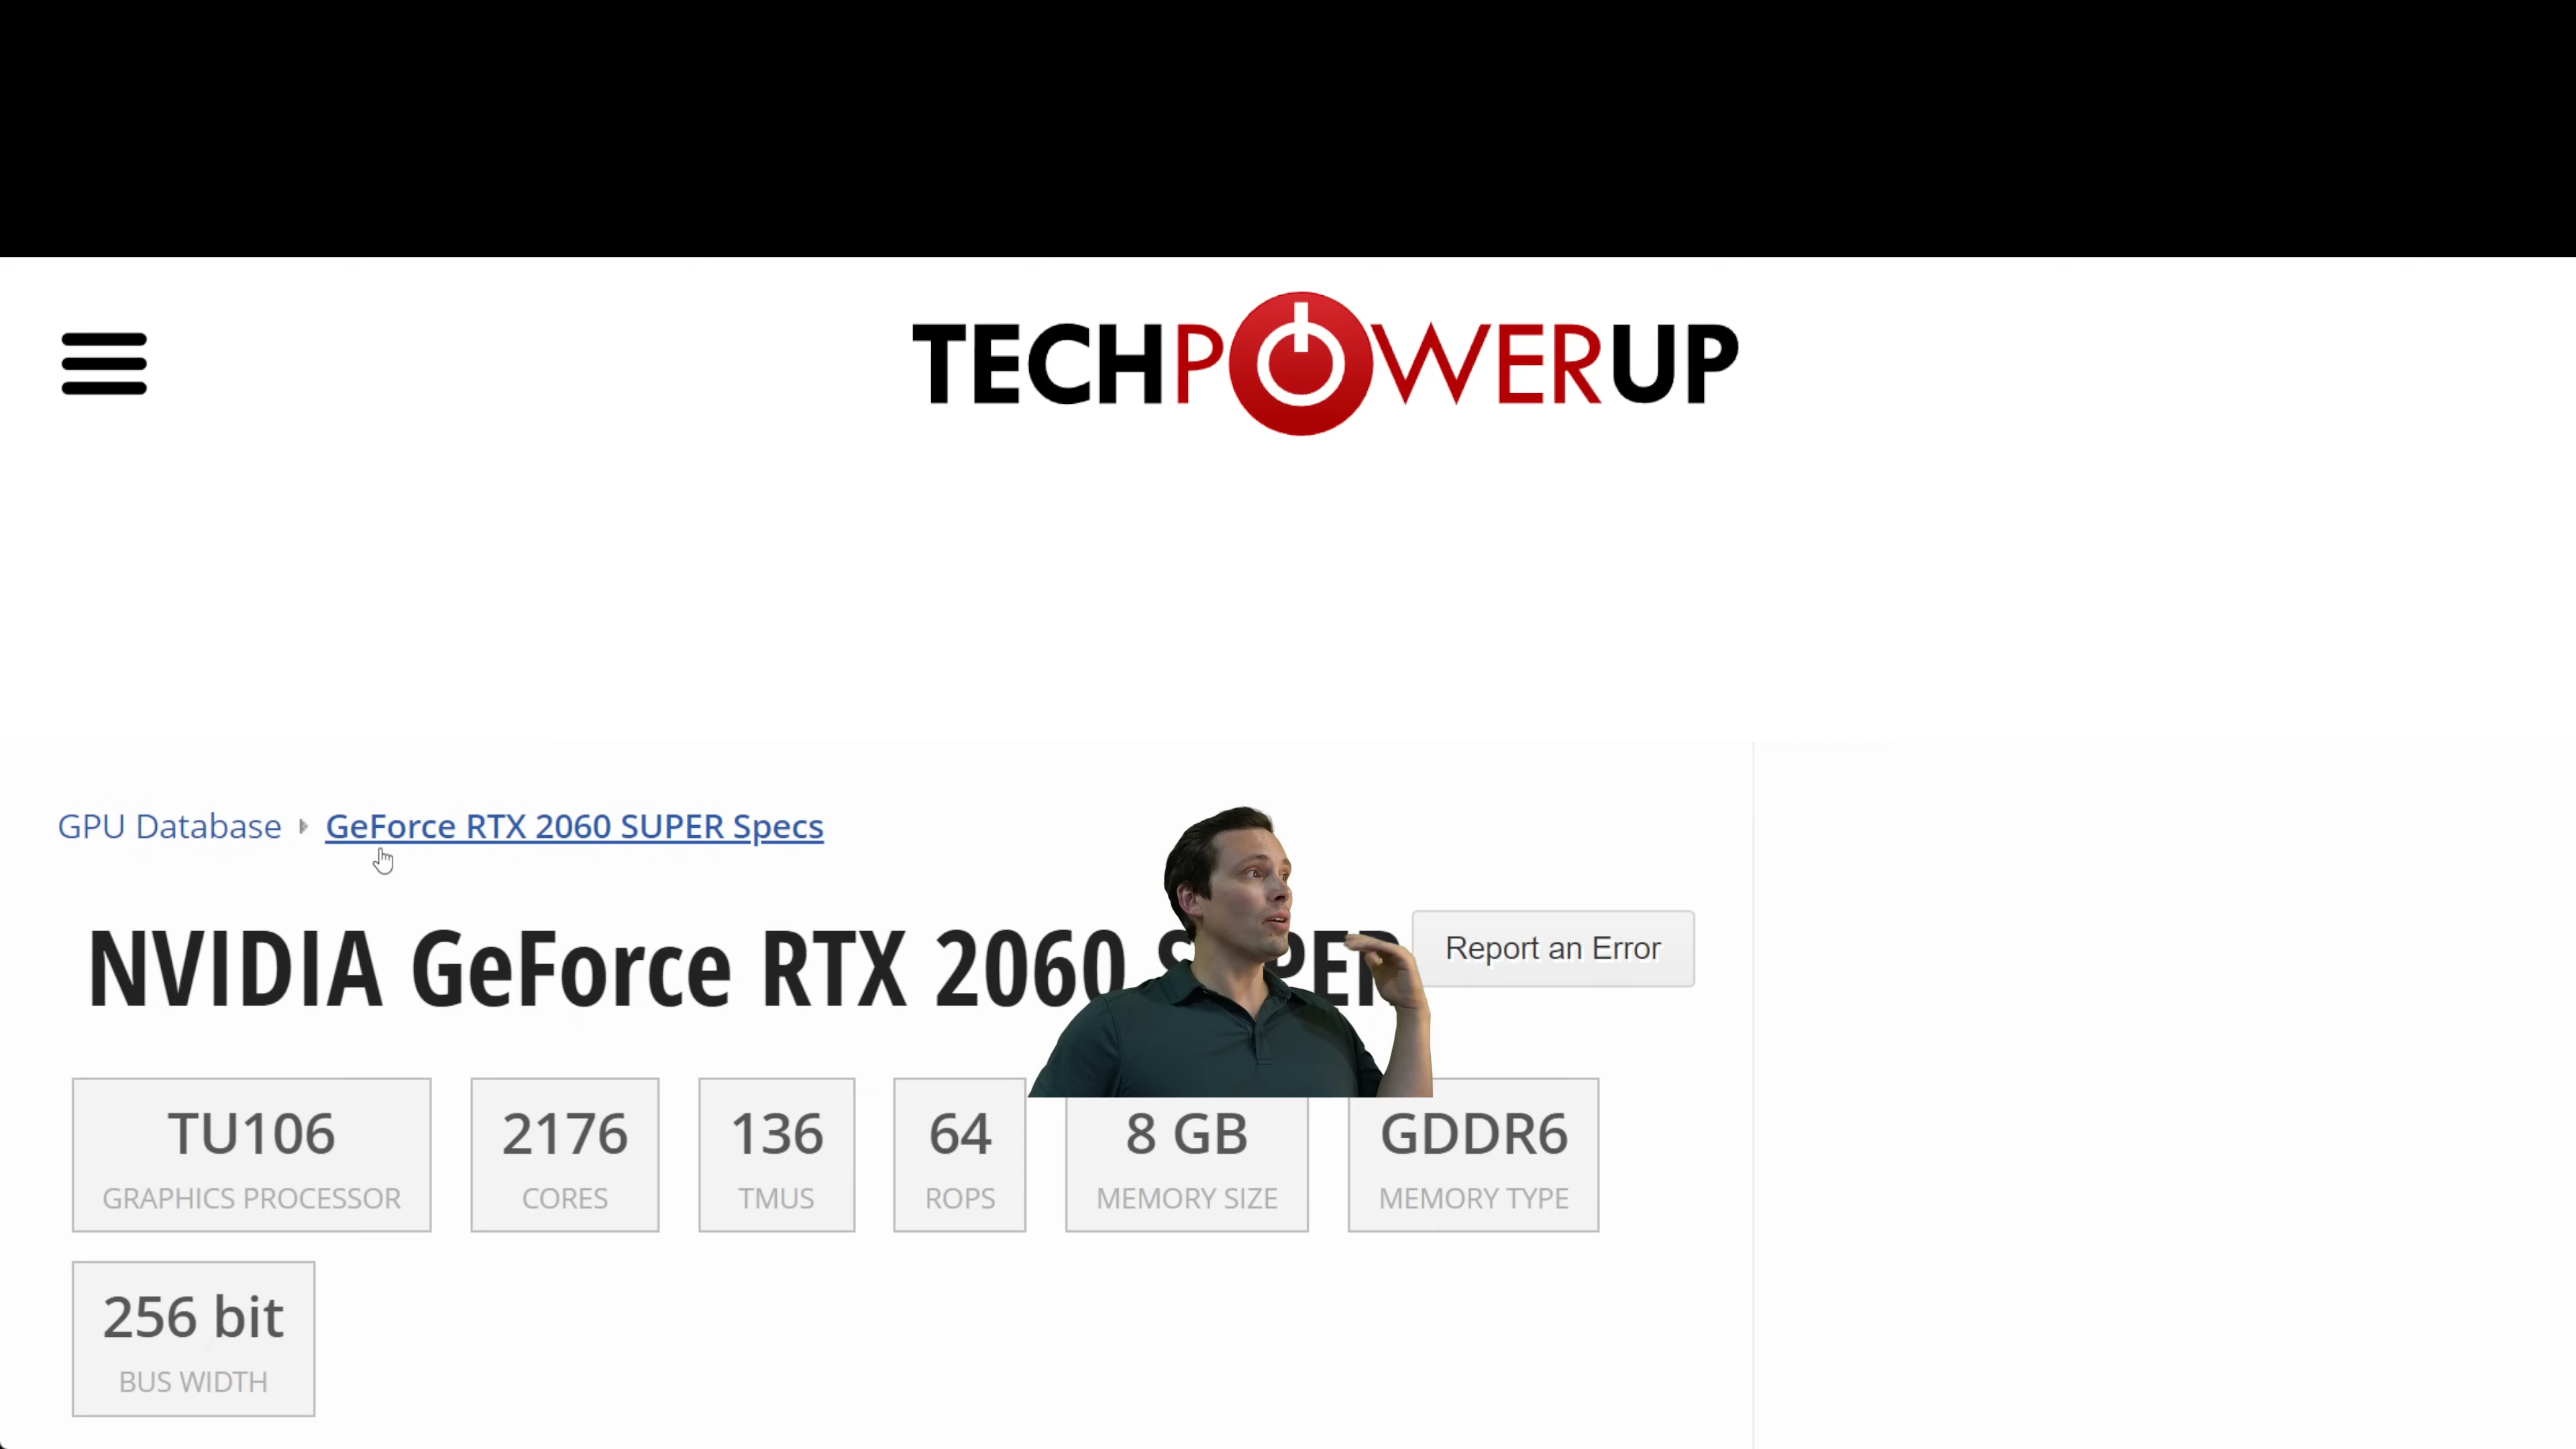 TECHPOWERUP
GPU Database GeForce RTX 2060 SUPER Specs
NVIDIA GeForce RTX 2060 SUPER
Report an Error
TU106 2176 136 64 8 GB GDDR6
GRAPHICS PROCESSOR CORES TMUS ROPS MEMORY SIZE MEMORY TYPE
256 bit
BUS WIDTH